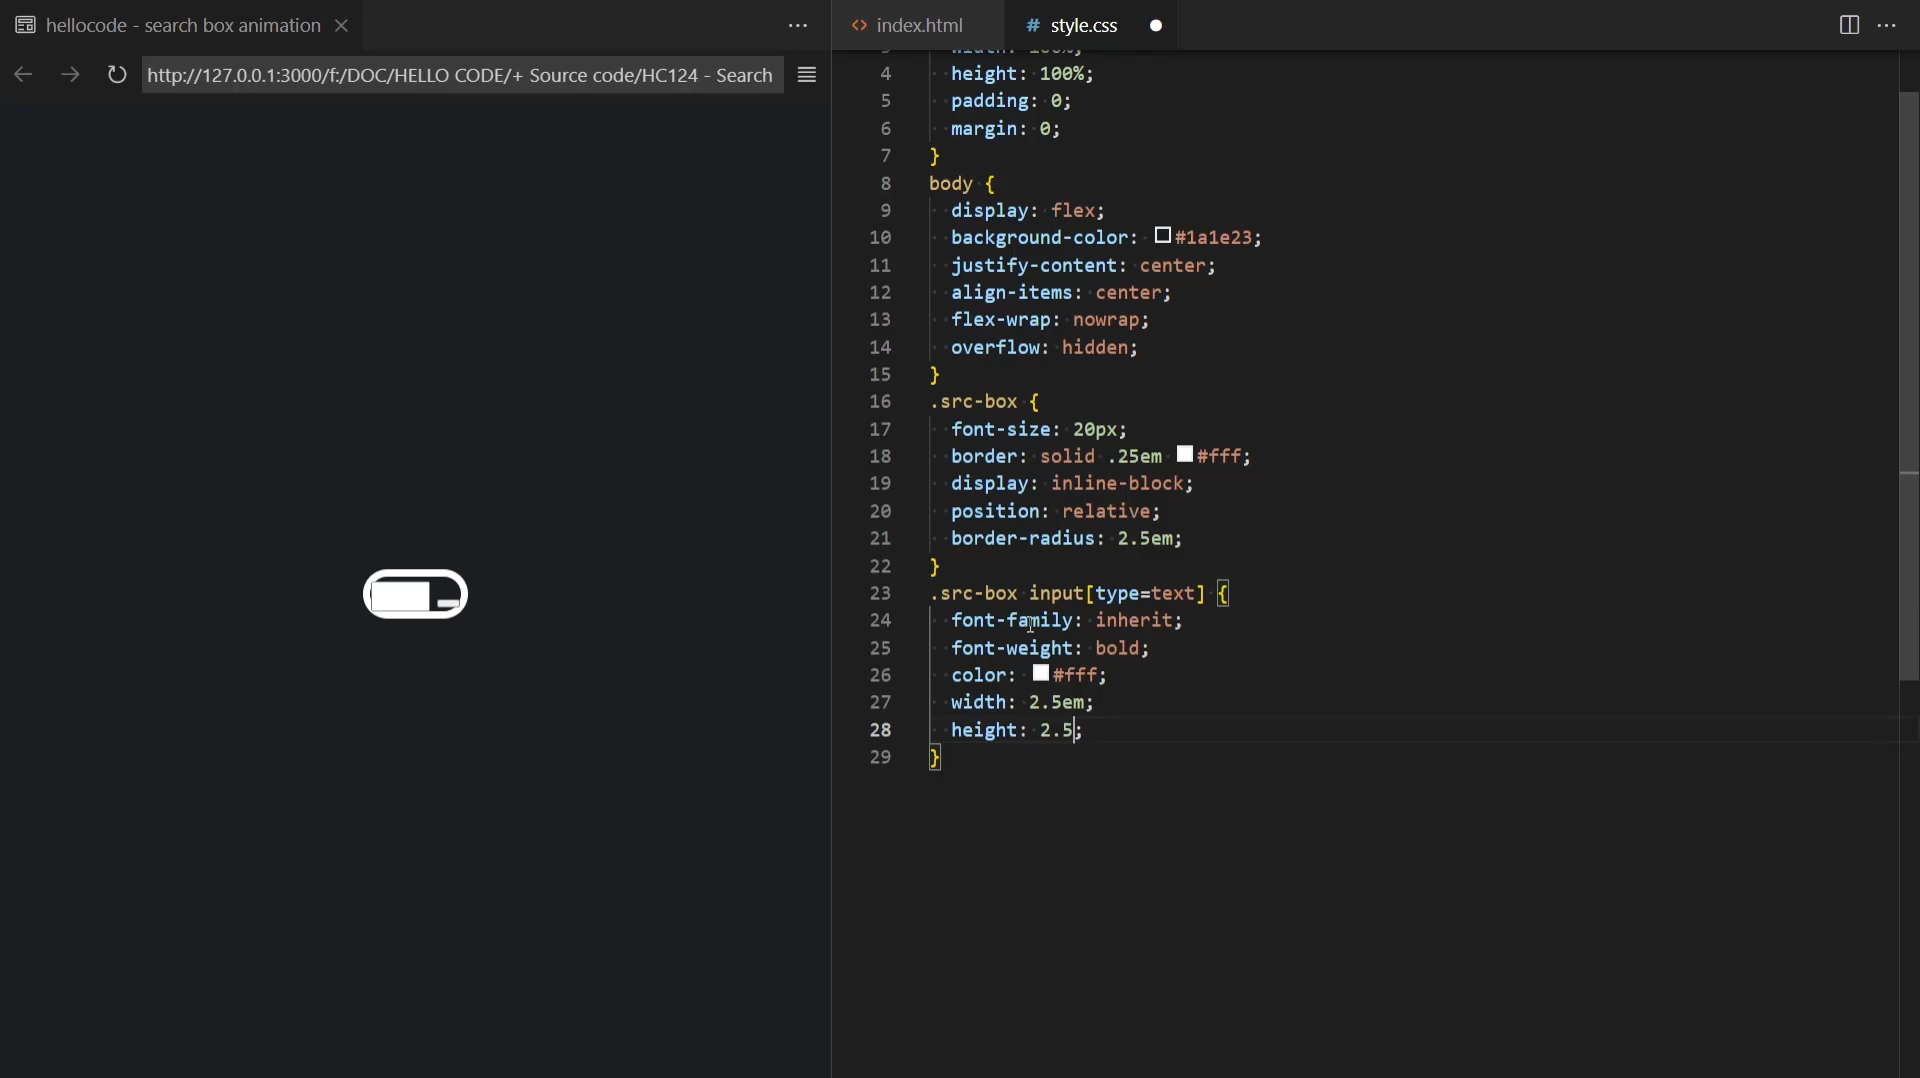 hellocode - search box animation
http://127.0.0.1:3000/f:/DOC/HELLO CODE/+ Source code/HC124 - Search
<> index.html
# style.css
3 width: 100%;
4 height: 100%;
5 padding: 0;
6 margin: 0;
7 }
8 body {
9 display: flex;
10 background-color: #1a1e23;
11 justify-content: center;
12 align-items: center;
13 flex-wrap: nowrap;
14 overflow: hidden;
15 }
16 .src-box {
17 font-size: 20px;
18 border: solid .25em #fff;
19 display: inline-block;
20 position: relative;
21 border-radius: 2.5em;
22 }
23 .src-box input[type=text] {
24 font-family: inherit;
25 font-weight: bold;
26 color: #fff;
27 width: 2.5em;
28 height: 2.5;
29 }